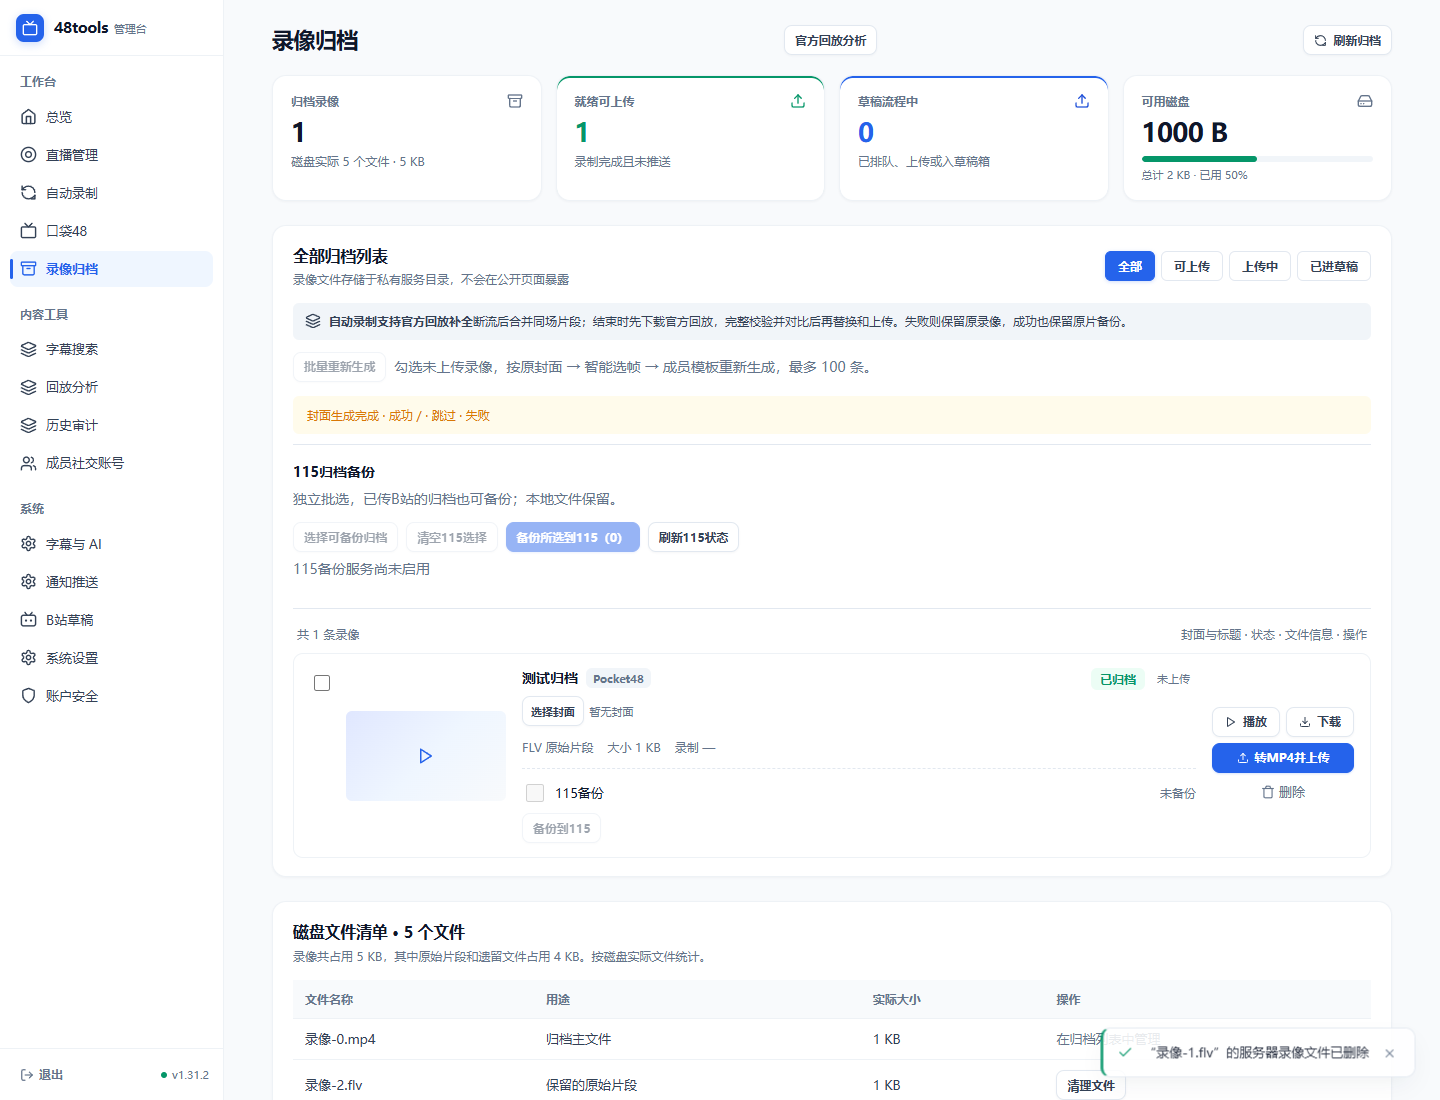 48tools 管理台
工作台
总览
直播管理
自动录制
口袋48
录像归档
内容工具
字幕搜索
回放分析
历史审计
成员社交账号
系统
字幕与 AI
通知推送
B站草稿
系统设置
账户安全
退出
v1.31.2
录像归档
官方回放分析
刷新归档
归档录像
1
磁盘实际 5 个文件 · 5 KB
就绪可上传
1
录制完成且未推送
草稿流程中
0
已排队、上传或入草稿箱
可用磁盘
1000 B
总计 2 KB · 已用 50%
全部归档列表
录像文件存储于私有服务目录，不会在公开页面暴露
全部
可上传
上传中
已进草稿
自动录制支持官方回放补全断流后合并同场片段；结束时先下载官方回放，完整校验并对比后再替换和上传。失败则保留原录像，成功也保留原片备份。
批量重新生成
勾选未上传录像，按原封面 → 智能选帧 → 成员模板重新生成，最多 100 条。
封面生成完成 · 成功 / · 跳过 · 失败
115归档备份
独立批选，已传B站的归档也可备份；本地文件保留。
选择可备份归档
清空115选择
备份所选到115（0）
刷新115状态
115备份服务尚未启用
共 1 条录像
封面与标题 · 状态 · 文件信息 · 操作
测试归档
Pocket48
已归档
未上传
选择封面
暂无封面
FLV 原始片段
大小 1 KB
录制 —
播放
下载
转MP4并上传
删除
115备份
未备份
备份到115
磁盘文件清单 • 5 个文件
录像共占用 5 KB，其中原始片段和遗留文件占用 4 KB。按磁盘实际文件统计。
文件名称
用途
实际大小
操作
录像-0.mp4
归档主文件
1 KB
在归档列表中管理
录像-2.flv
保留的原始片段
1 KB
清理文件
“录像-1.flv”的服务器录像文件已删除